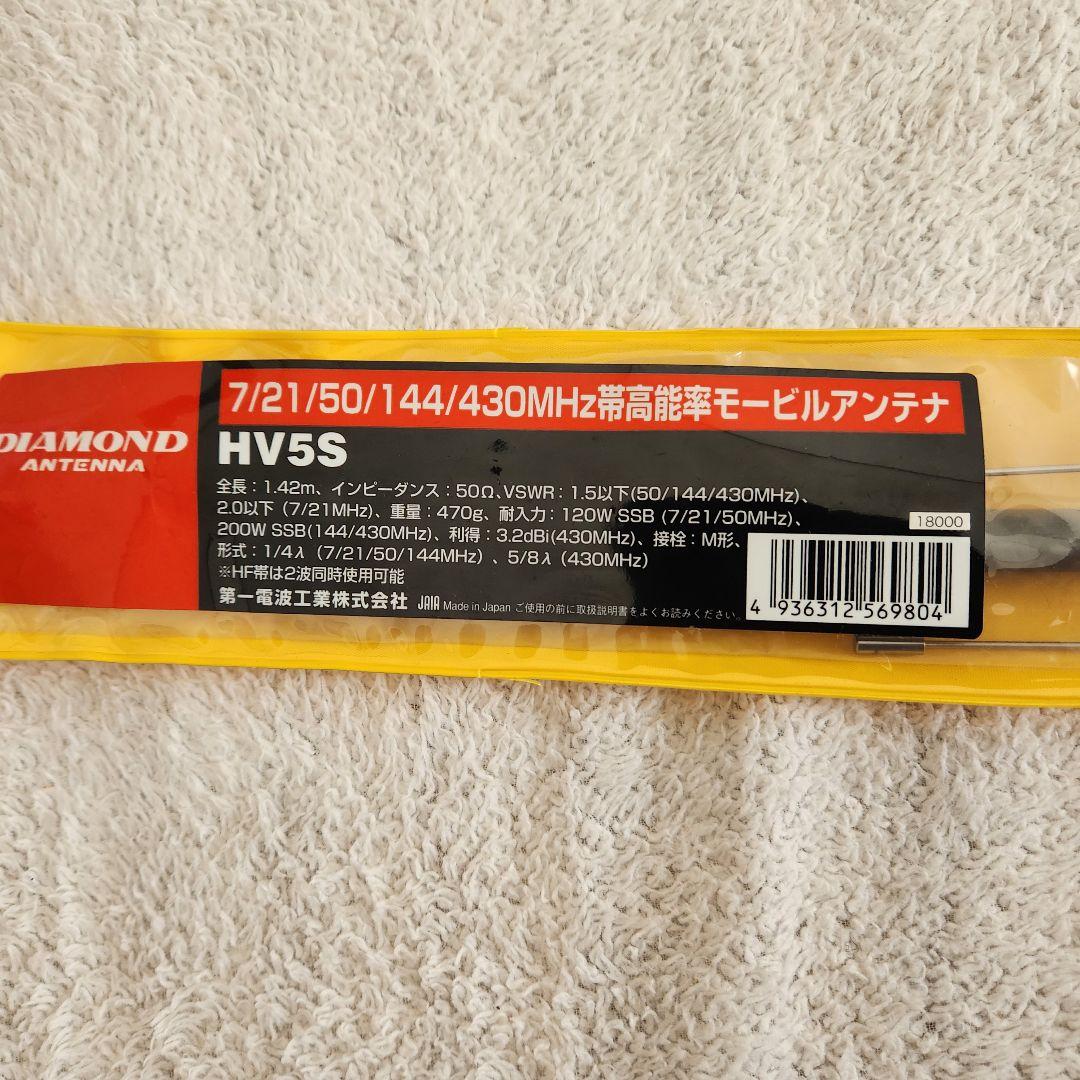 DIAMOND
ANTENNA
7/21/50/144/430MHz帯高能率モービルアンテナ
HV5S
全長：1.42m、インピーダンス：50Ω、VSWR：1.5以下(50/144/430MHz)、
2.0以下（7/21MHz)、重量：470g、耐入力：120W SSB (7/21/50MHz)、
200W SSB(144/430MHz)、利得：3.2dBi(430MHz)、接栓：M形、
形式：1/4λ（7/21/50/144MHz）、5/8λ（430MHz）
※HF帯は2波同時使用可能
第一電波工業株式会社 JAIA Made in Japan ご使用の前に取扱説明書をよくお読みください。
18000
4 936312 569804